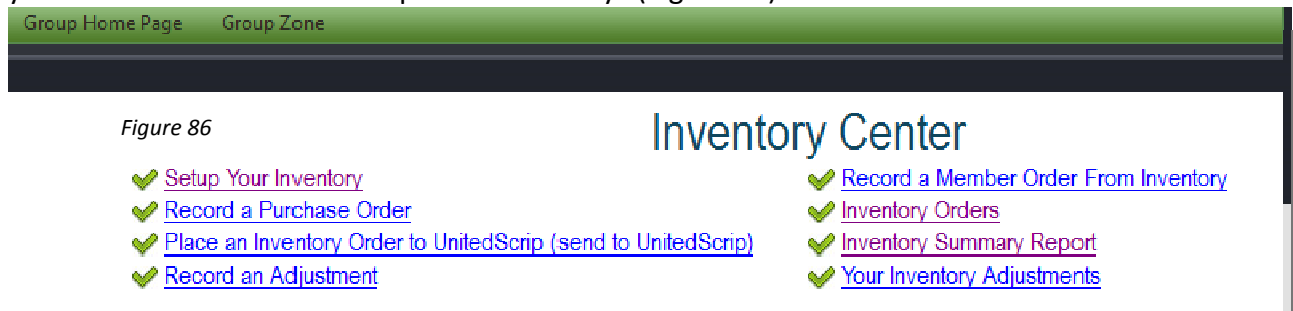 Group Home Page Group Zone
Figure 86
Inventory Center
Setup Your Inventory
Record a Purchase Order
Place an Inventory Order to UnitedScrip (send to UnitedScrip)
Record an Adjustment
Record a Member Order From Inventory
Inventory Orders
Inventory Summary Report
Your Inventory Adjustments